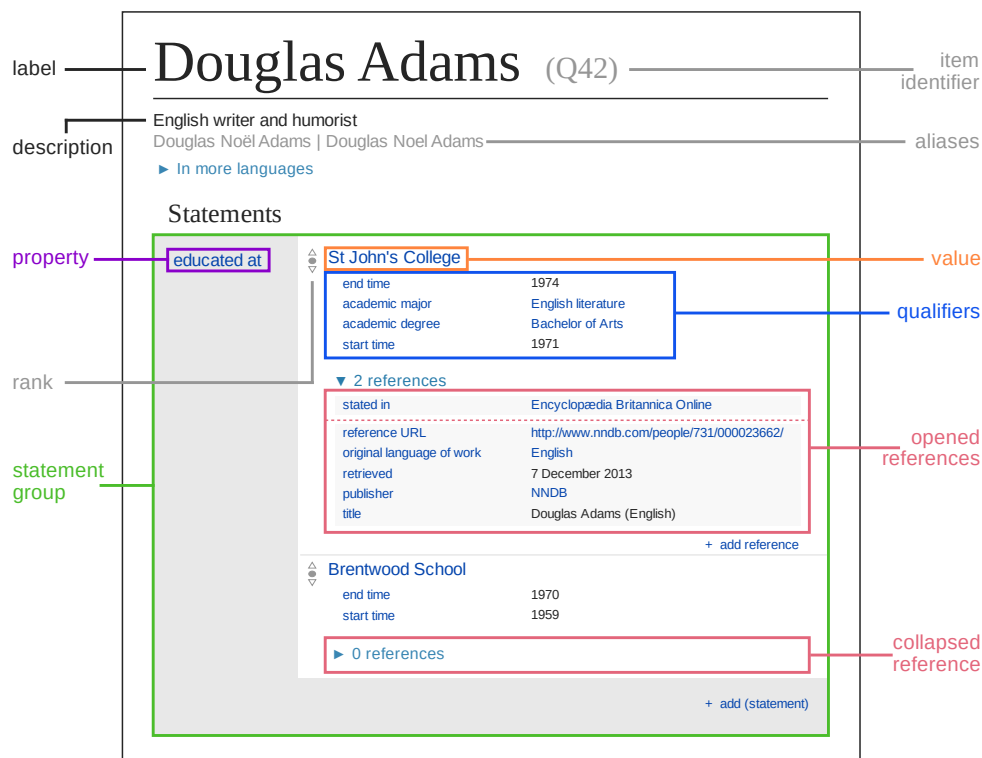 label
Douglas Adams (Q42)
item
identifier
description
English writer and humorist
Douglas Noël Adams | Douglas Noel Adams
aliases
► In more languages
Statements
property
educated at
St John's College
value
end time 1974
academic major English literature
academic degree Bachelor of Arts
start time 1971
qualifiers
rank
▼ 2 references
stated in Encyclopædia Britannica Online
reference URL http://www.nndb.com/people/731/000023662/
original language of work English
retrieved 7 December 2013
publisher NNDB
title Douglas Adams (English)
opened
references
statement
group
+ add reference
Brentwood School
end time 1970
start time 1959
► 0 references
collapsed
reference
+ add (statement)